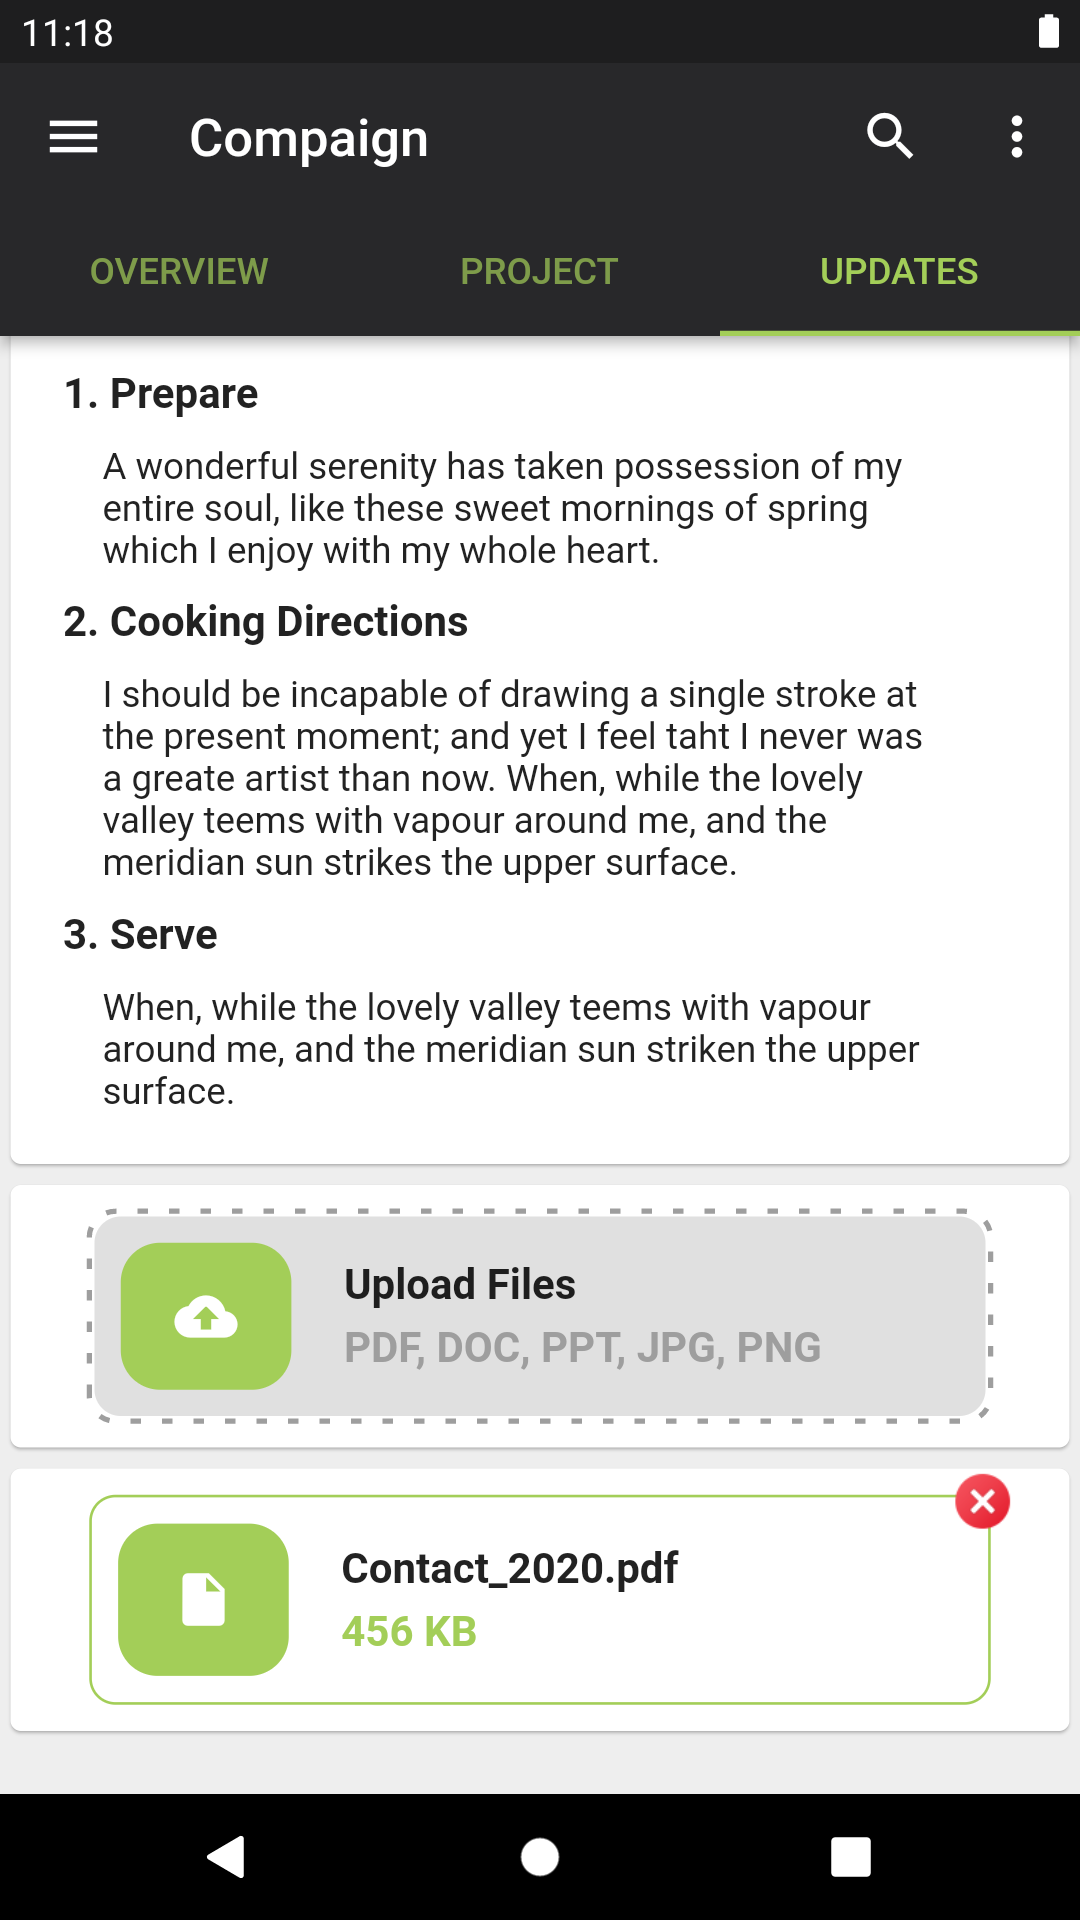 11:18
Compaign
OVERVIEW PROJECT UPDATES
1. Prepare
A wonderful serenity has taken possession of my
entire soul, like these sweet mornings of spring
which I enjoy with my whole heart.
2. Cooking Directions
I should be incapable of drawing a single stroke at
the present moment; and yet I feel taht I never was
a greate artist than now. When, while the lovely
valley teems with vapour around me, and the
meridian sun strikes the upper surface.
3. Serve
When, while the lovely valley teems with vapour
around me, and the meridian sun striken the upper
surface.
Upload Files
PDF, DOC, PPT, JPG, PNG
Contact_2020.pdf
456 KB